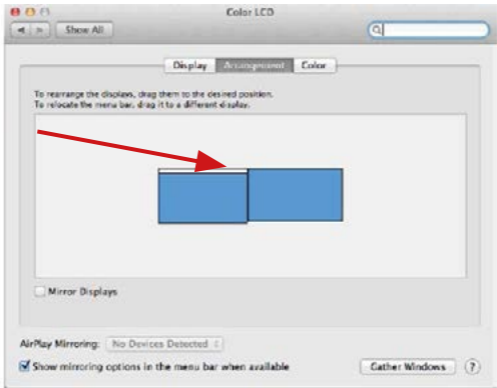 Color LCD
Show All
Display Arrangement Color
To rearrange the displays, drag them to the desired position.
To relocate the menu bar, drag it to a different display.
Mirror Displays
AirPlay Mirroring: No Devices Detected
Show mirroring options in the menu bar when available
Gather Windows ?